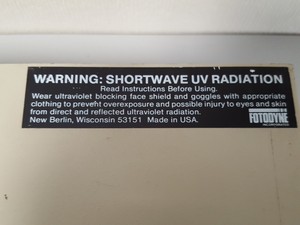 WARNING: SHORTWAVE UV RADIATION
Read Instructions Before Using.
Wear ultraviolet blocking face shield and goggles with appropriate
clothing to prevent overexposure and possible injury to eyes and skin
from direct and reflected ultraviolet radiation.
New Berlin, Wisconsin 53151 Made in USA.
FOTODYNE
INCORPORATED